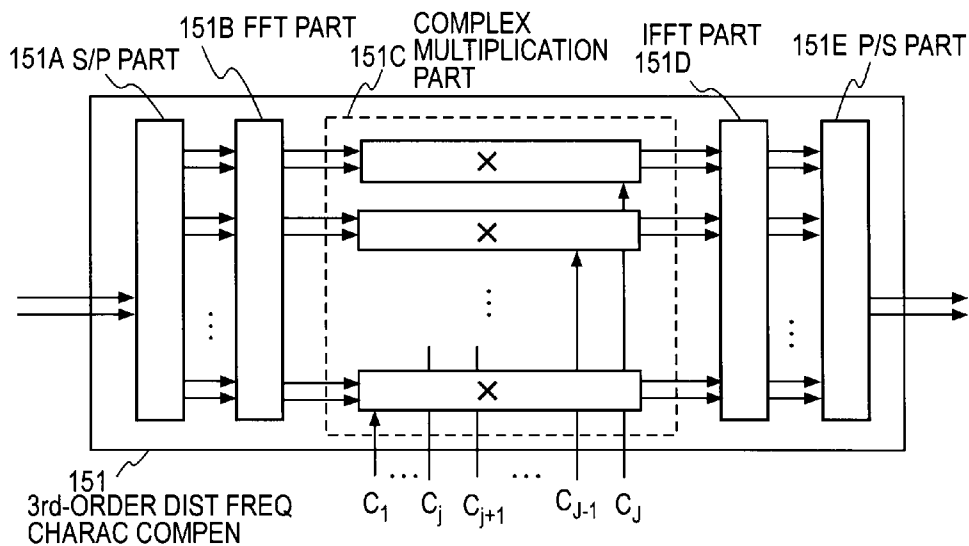 151A S/P PART
151B FFT PART
151C COMPLEX
MULTIPLICATION
PART
IFFT PART
151D
151E P/S PART
×
×
×
151
3rd-ORDER DIST FREQ
CHARAC COMPEN
C1 ... Cj Cj+1 ... CJ-1 CJ